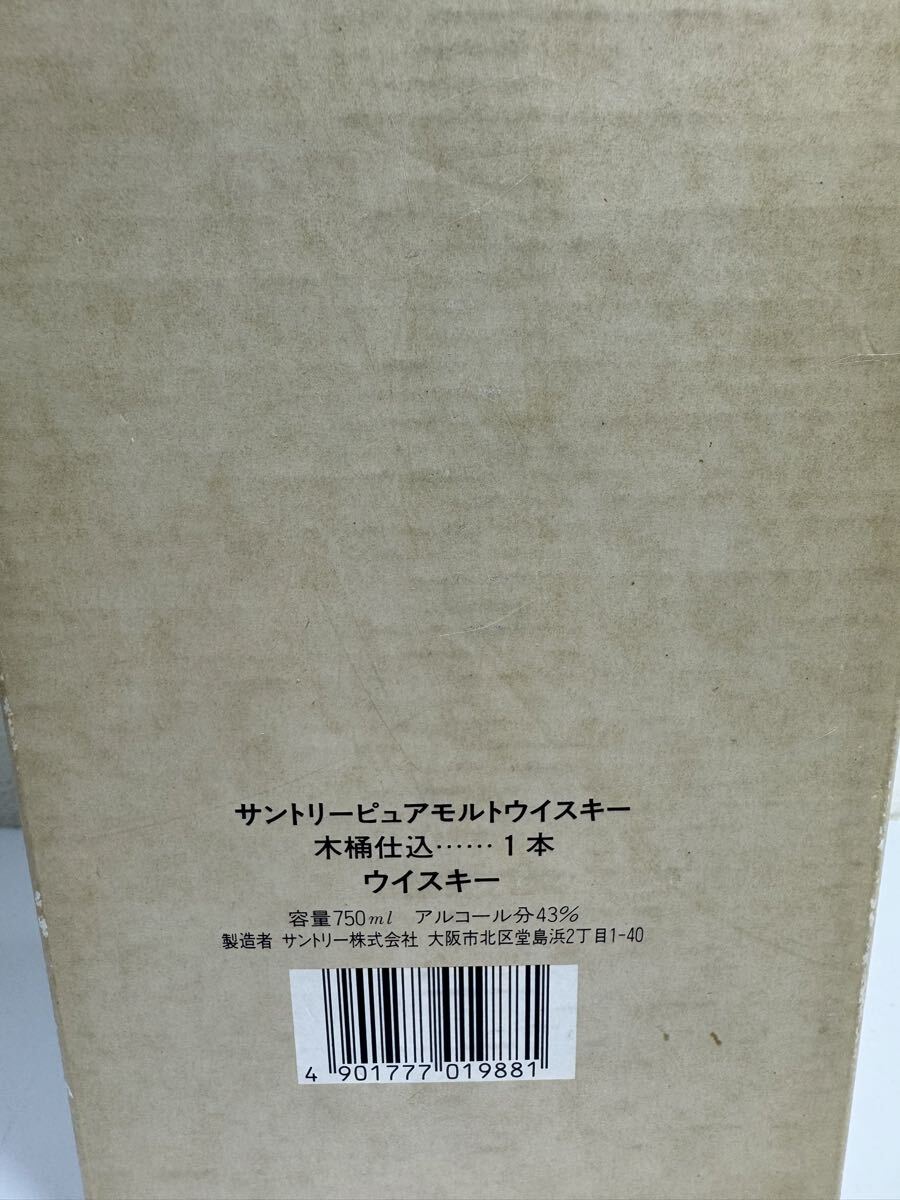 サントリーピュアモルトウイスキー
木桶仕込……1本
ウイスキー
容量750ml アルコール分43%
製造者 サントリー株式会社 大阪市北区堂島浜2丁目1-40
4 901777 019881